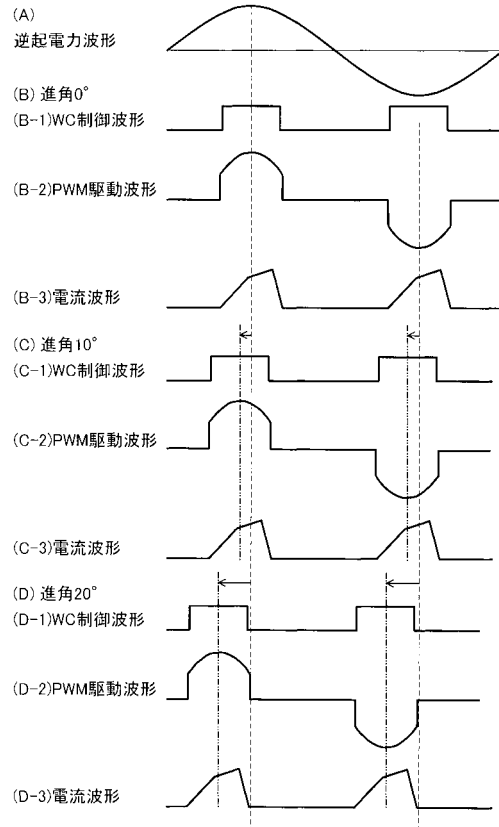 (A)
逆起電力波形
(B) 進角0°
(B-1)WC制御波形
(B-2)PWM駆動波形
(B-3)電流波形
(C) 進角10°
(C-1)WC制御波形
(C-2)PWM駆動波形
(C-3)電流波形
(D) 進角20°
(D-1)WC制御波形
(D-2)PWM駆動波形
(D-3)電流波形